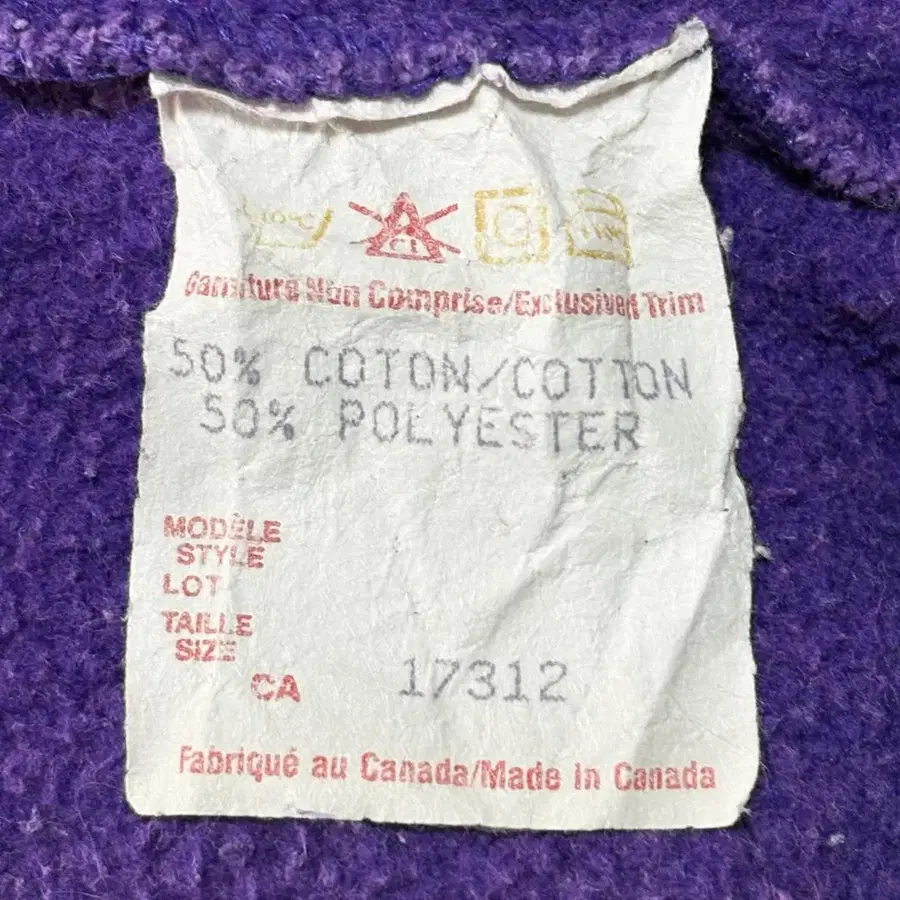 Cl
Garniture Non Comprise/Exclusive of Trim
50% COTON/COTTON
50% POLYESTER
MODÈLE
STYLE
LOT
TAILLE
SIZE
CA 17312
Fabriqué au Canada/Made in Canada